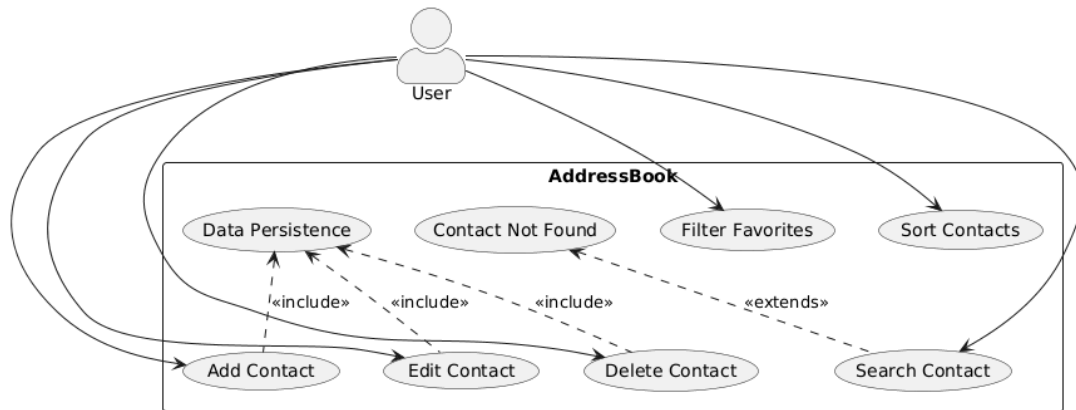 User
AddressBook
Data Persistence
Contact Not Found
Filter Favorites
Sort Contacts
«include»
«include»
«include»
«extends»
Add Contact
Edit Contact
Delete Contact
Search Contact